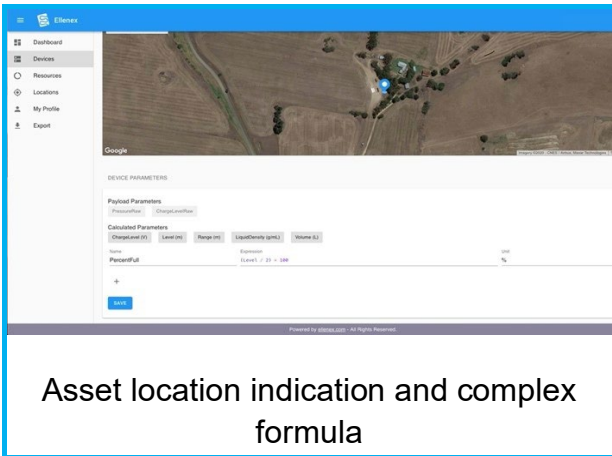 Ellenex
Dashboard
Devices
Resources
Locations
My Profile
Export
Google
DEVICE PARAMETERS
Payload Parameters
PressureRaw ChargeLevelRaw
Calculated Parameters
ChargeLevel (V) Level (m) Range (m) LiquidDensity (g/mL) Volume (L)
Name Expression Unit
PercentFull (Level / 2) * 100 %
+
SAVE
Powered by ellenex.com - All Rights Reserved.
Asset location indication and complex
formula